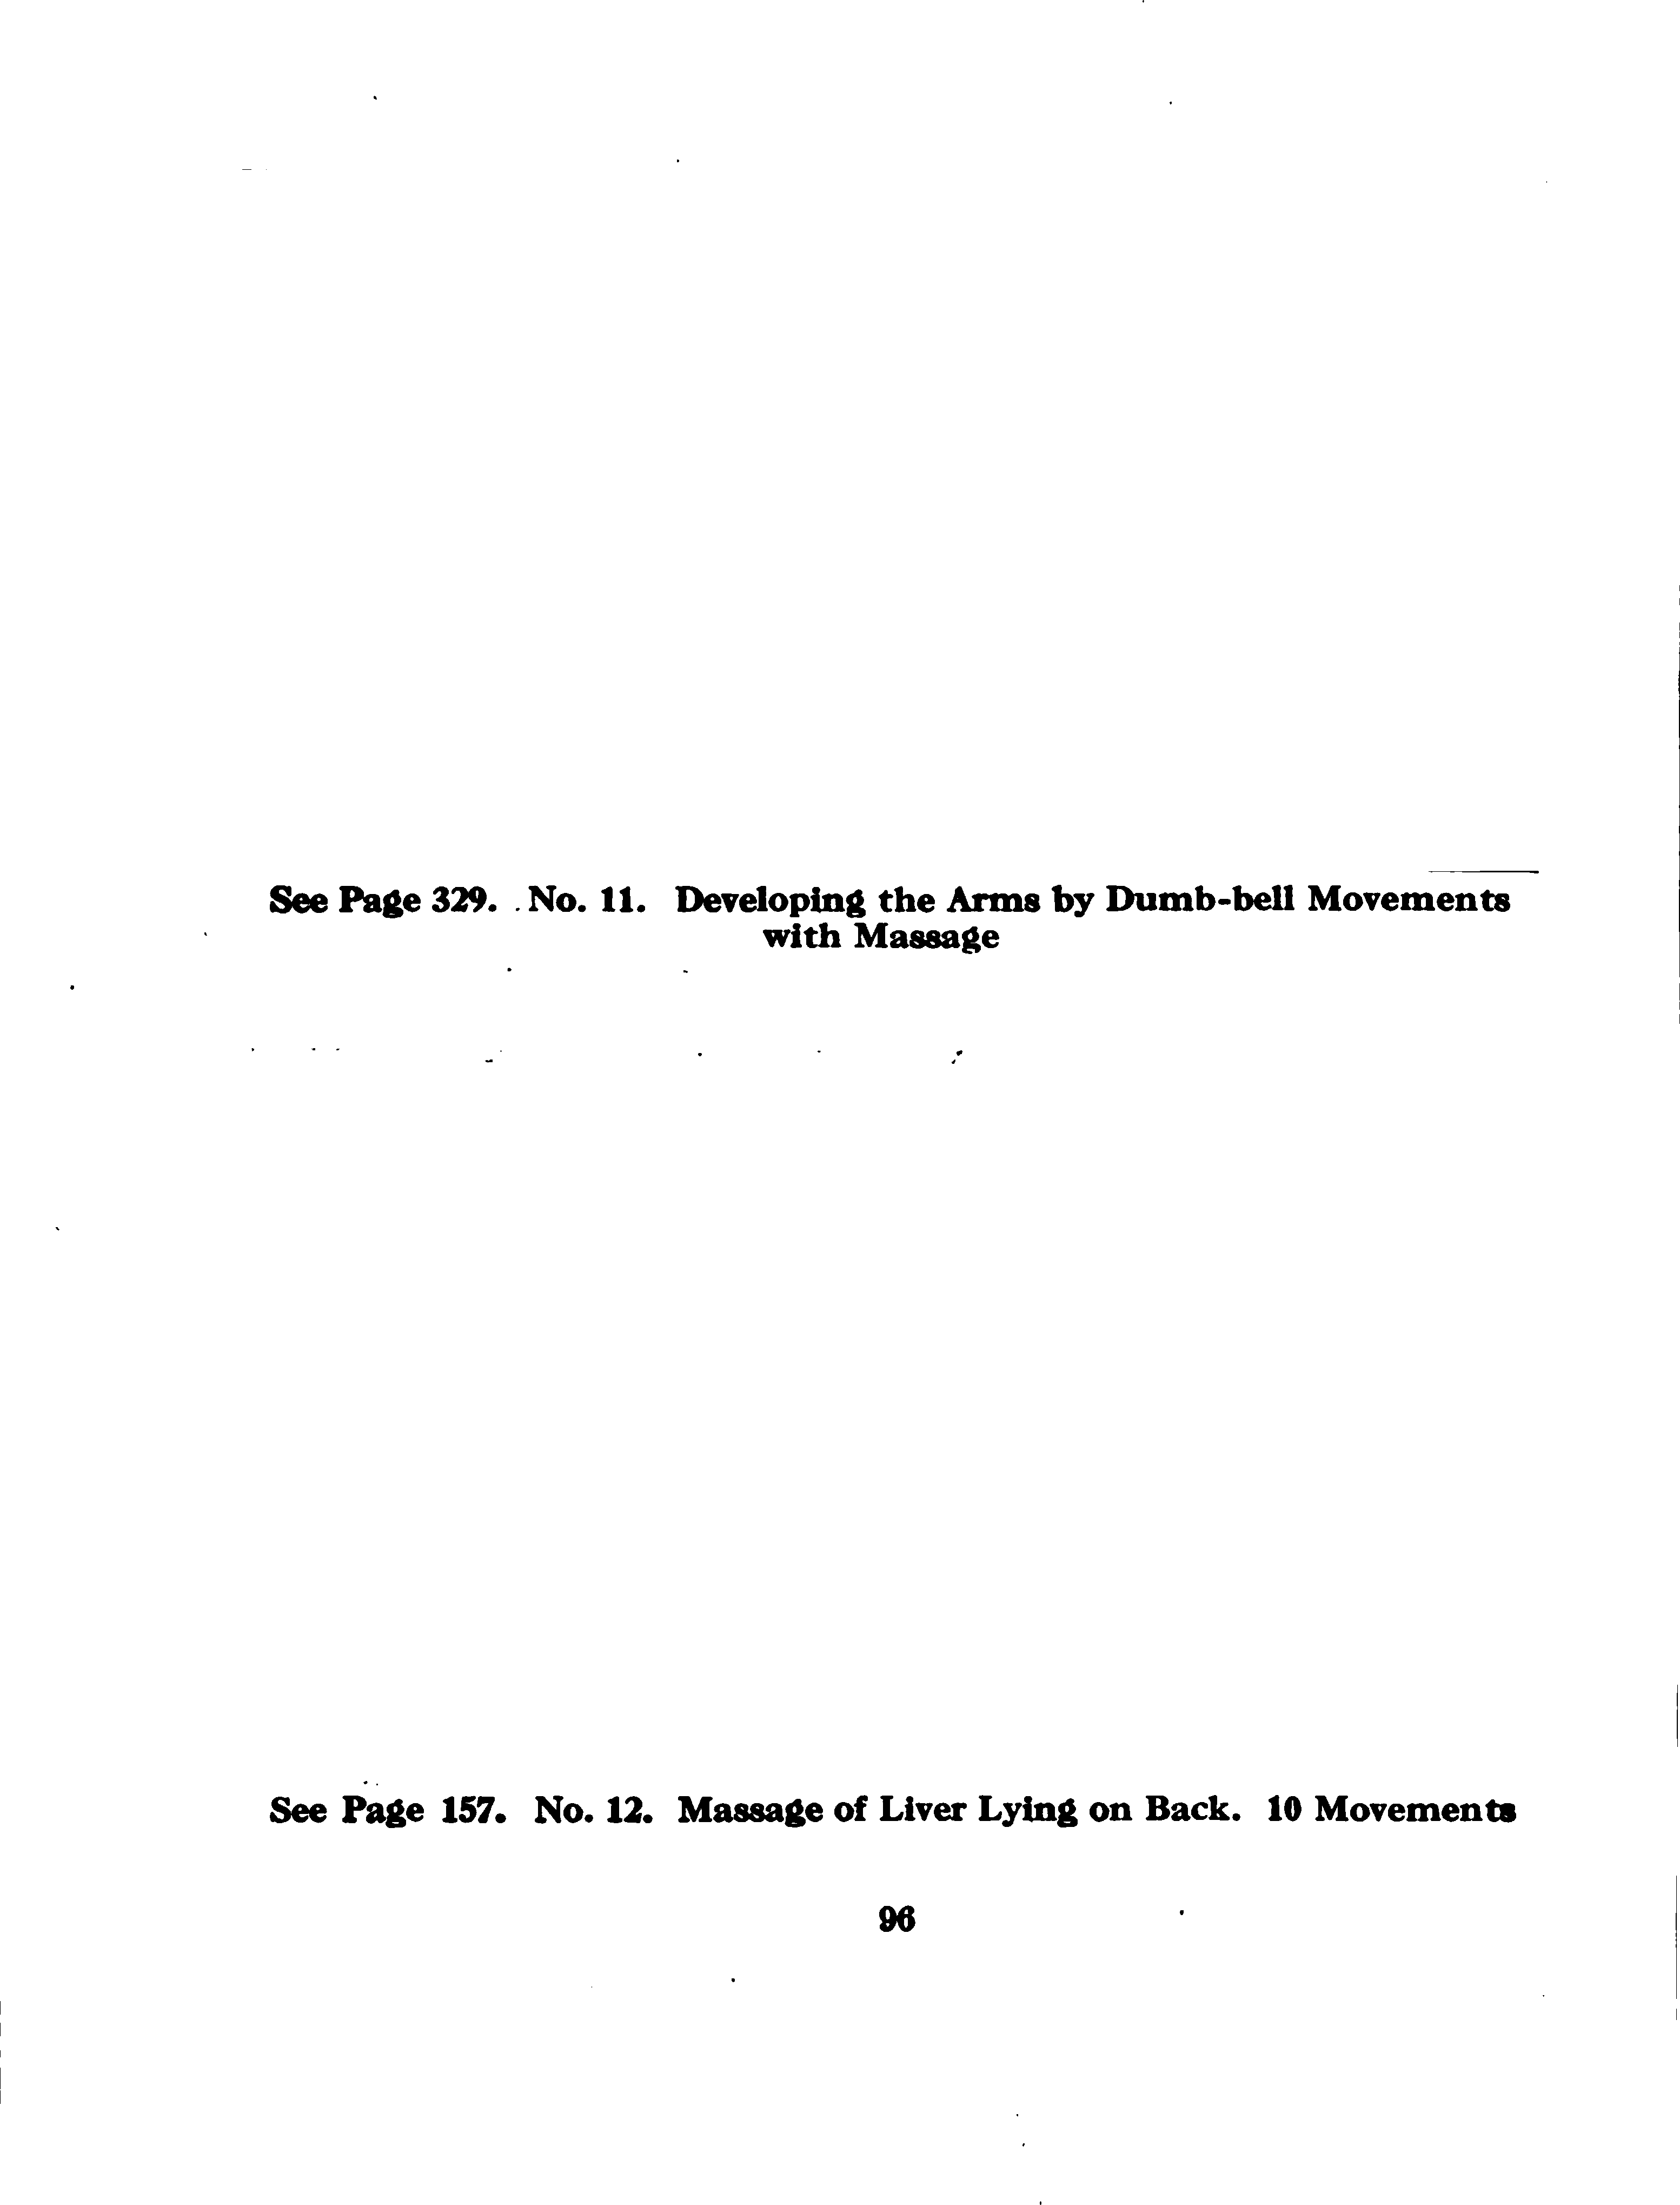 See Page 329. No. 11. Developing the Arms by Dumb-bell Movements
with Massage
See Page 157. No. 12. Massage of Liver Lying on Back. 10 Movements
96